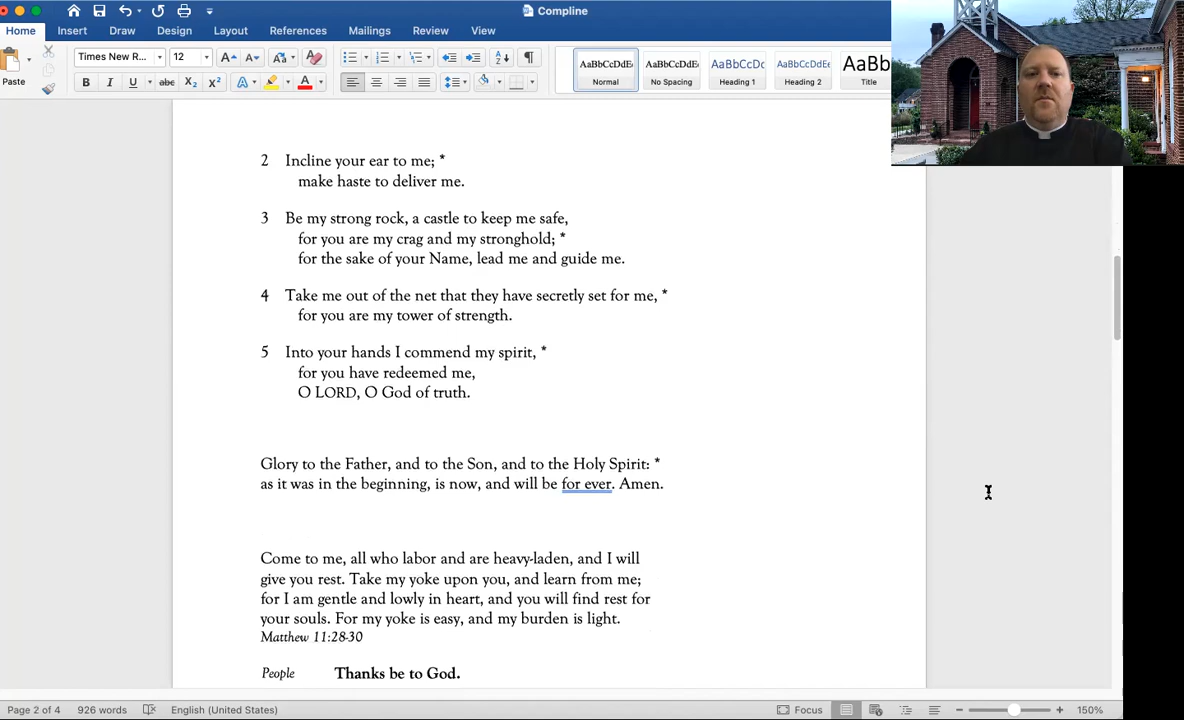 Compline
Home Insert Draw Design Layout References Mailings Review View
Paste
Times New R... 12
AaBbCcDdEe AaBbCcDdEe AaBbCcDc AaBbCcDdEe AaBb
Normal No Spacing Heading 1 Heading 2 Title
2 Incline your ear to me; *
make haste to deliver me.
3 Be my strong rock, a castle to keep me safe,
for you are my crag and my stronghold; *
for the sake of your Name, lead me and guide me.
4 Take me out of the net that they have secretly set for me, *
for you are my tower of strength.
5 Into your hands I commend my spirit, *
for you have redeemed me,
O LORD, O God of truth.
Glory to the Father, and to the Son, and to the Holy Spirit: *
as it was in the beginning, is now, and will be for ever. Amen.
Come to me, all who labor and are heavy-laden, and I will
give you rest. Take my yoke upon you, and learn from me;
for I am gentle and lowly in heart, and you will find rest for
your souls. For my yoke is easy, and my burden is light.
Matthew 11:28-30
People Thanks be to God.
Page 2 of 4 926 words English (United States) Focus 150%